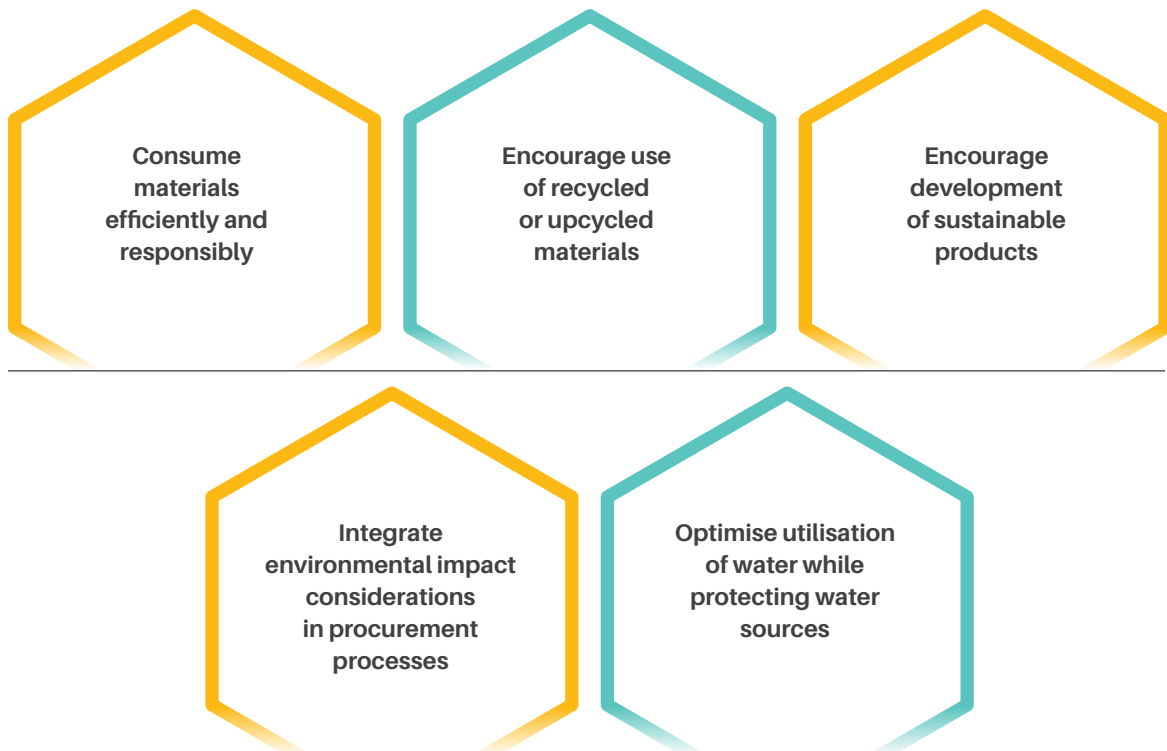 Consume
materials
efficiently and
responsibly
Encourage use
of recycled
or upcycled
materials
Encourage
development
of sustainable
products
Integrate
environmental impact
considerations
in procurement
processes
Optimise utilisation
of water while
protecting water
sources